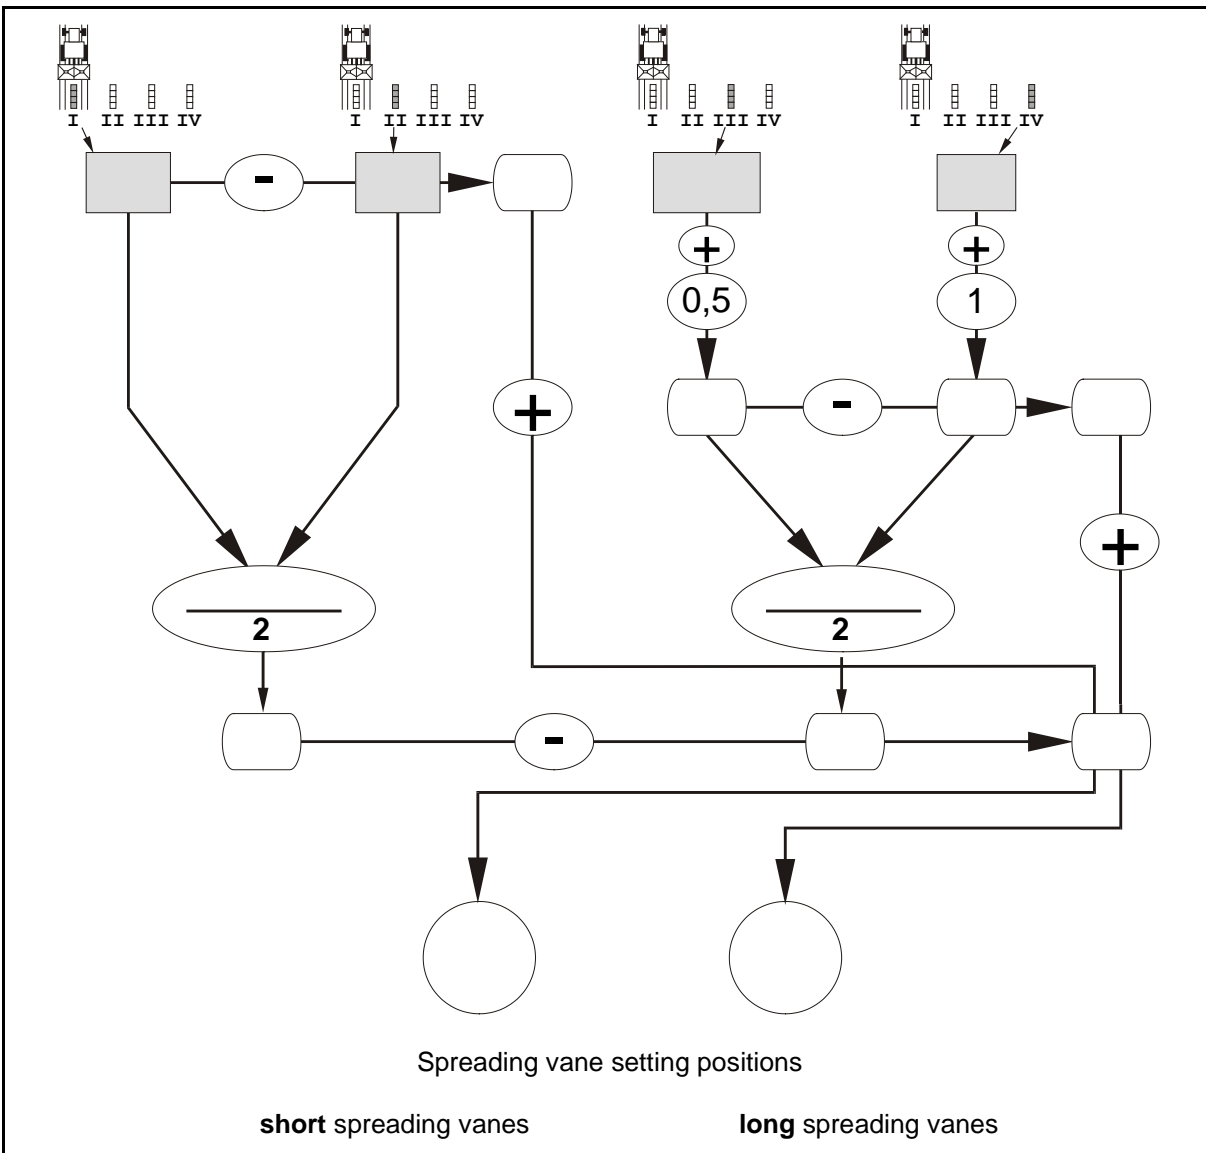 I II III IV
I II III IV
I II III IV
I II III IV
-
+
+
0,5
1
+
-
+
2
2
-
Spreading vane setting positions
short spreading vanes
long spreading vanes